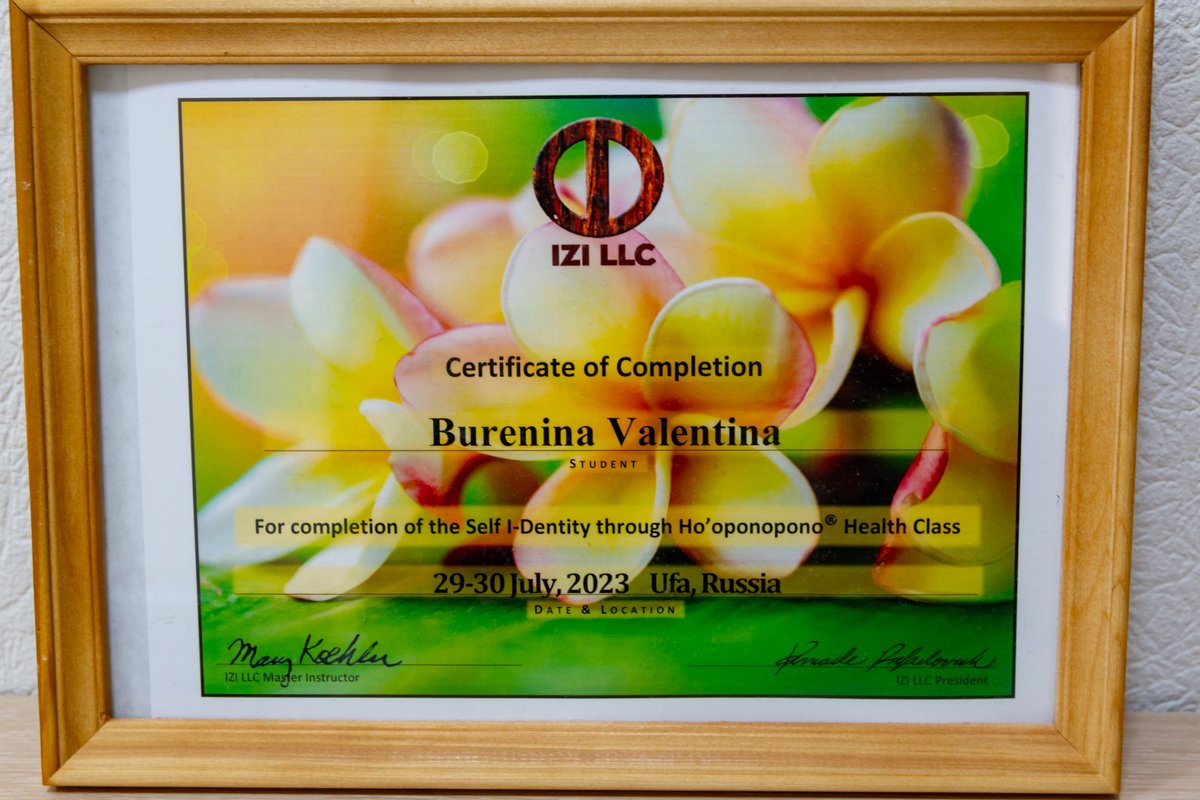 IZI LLC
Certificate of Completion
Burenina Valentina
STUDENT
For completion of the Self I-Dentity through Ho’oponopono® Health Class
29-30 July, 2023 Ufa, Russia
DATE & LOCATION
Mary Koehler
IZI LLC Master Instructor
IZI LLC President